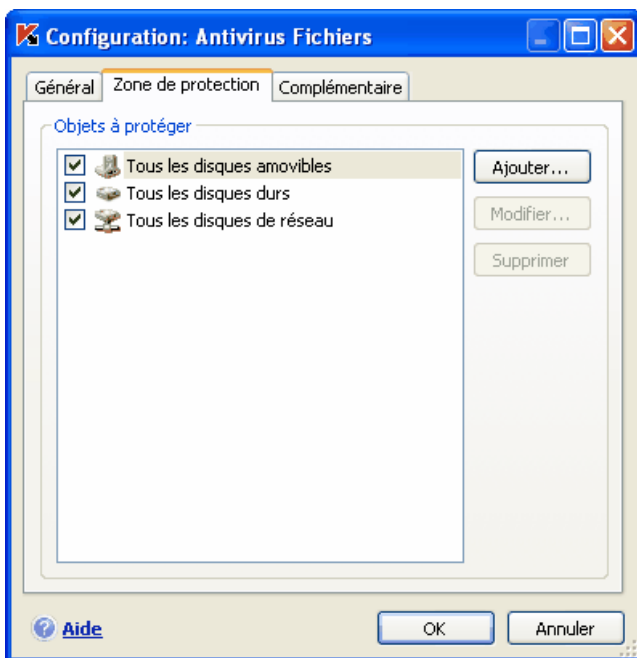 Configuration: Antivirus Fichiers
Général Zone de protection Complémentaire
Objets à protéger
Tous les disques amovibles
Tous les disques durs
Tous les disques de réseau
Ajouter...
Modifier...
Supprimer
Aide
OK
Annuler